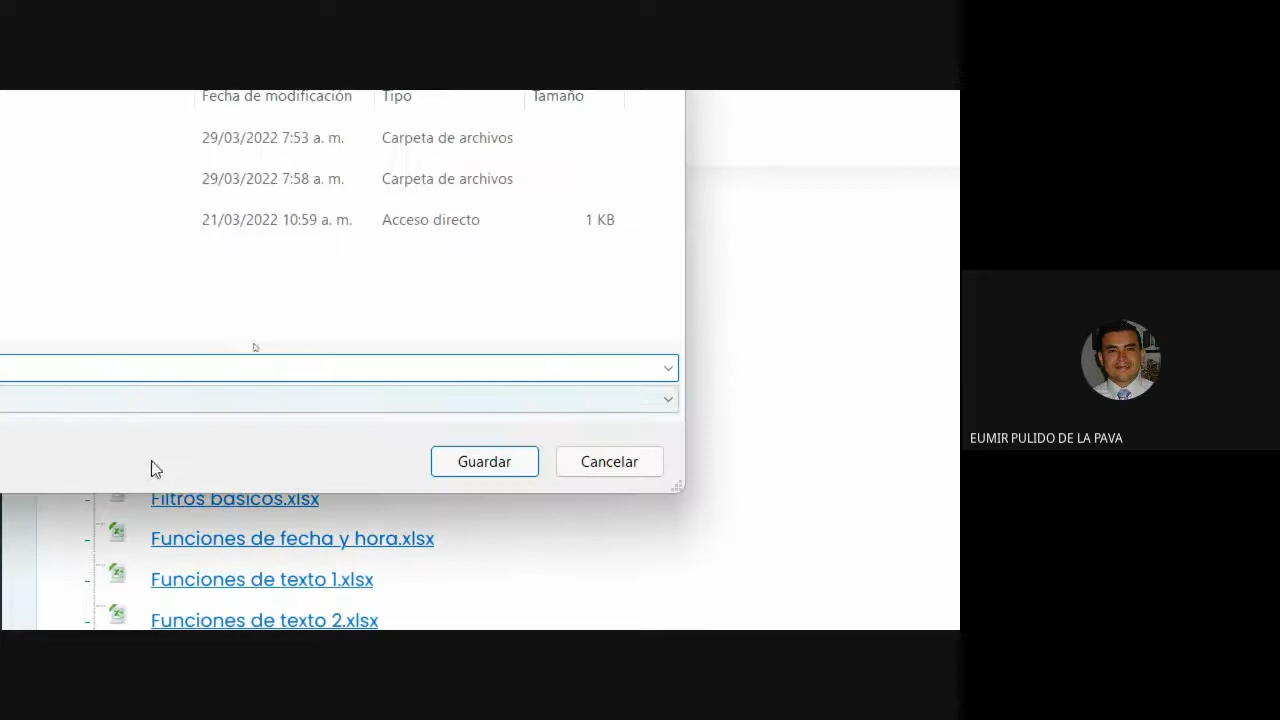 Fecha de modificación Tipo Tamaño
29/03/2022 7:53 a. m. Carpeta de archivos
29/03/2022 7:58 a. m. Carpeta de archivos
21/03/2022 10:59 a. m. Acceso directo 1 KB
Guardar Cancelar
Filtros básicos.xlsx
Funciones de fecha y hora.xlsx
Funciones de texto 1.xlsx
Funciones de texto 2.xlsx
EUMIR PULIDO DE LA PAVA